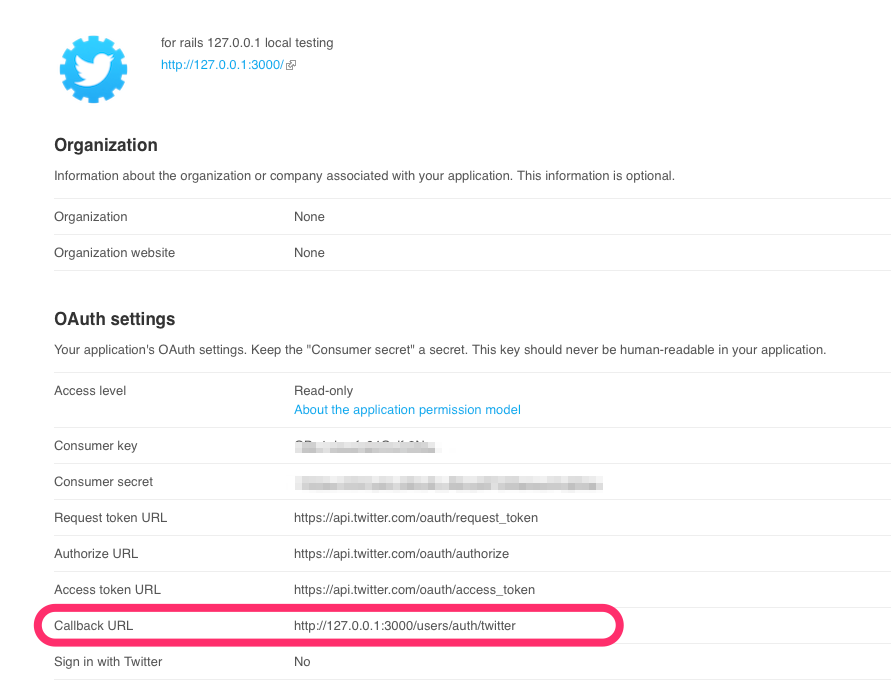 for rails 127.0.0.1 local testing
http://127.0.0.1:3000/
Organization
Information about the organization or company associated with your application. This information is optional.
Organization None
Organization website None
OAuth settings
Your application's OAuth settings. Keep the "Consumer secret" a secret. This key should never be human-readable in your application.
Access level Read-only
About the application permission model
Consumer key
Consumer secret
Request token URL https://api.twitter.com/oauth/request_token
Authorize URL https://api.twitter.com/oauth/authorize
Access token URL https://api.twitter.com/oauth/access_token
Callback URL http://127.0.0.1:3000/users/auth/twitter
Sign in with Twitter No